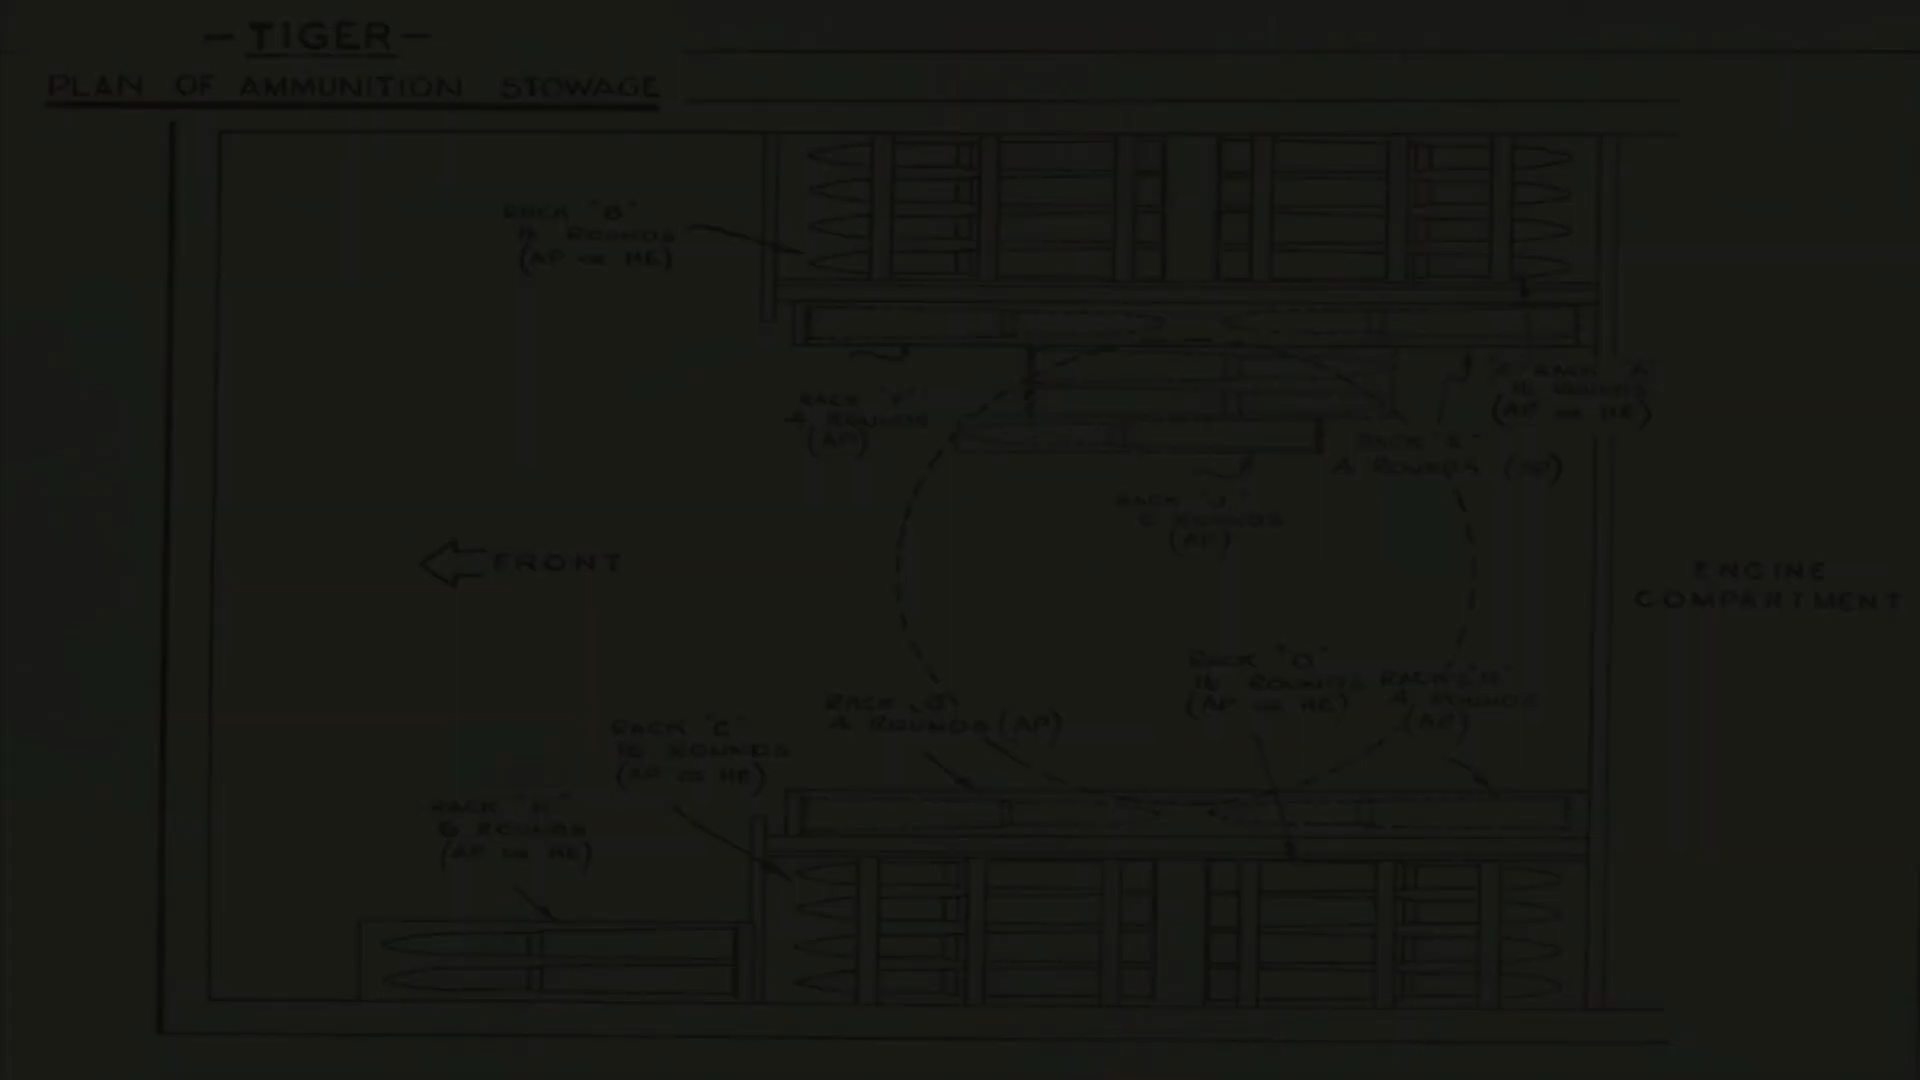 - TIGER -
PLAN OF AMMUNITION STOWAGE
RACK "B"
16 ROUNDS
(AP OR HE)
RACK "F"
4 ROUNDS
(AP)
RACK "A"
16 ROUNDS
(AP OR HE)
RACK "E"
4 ROUNDS (AP)
RACK "J"
6 ROUNDS
(AP)
FRONT
ENGINE
COMPARTMENT
RACK "D"
16 ROUNDS
(AP OR HE)
RACK "H"
4 ROUNDS
(AP)
RACK "G"
4 ROUNDS (AP)
RACK "C"
16 ROUNDS
(AP OR HE)
RACK
6 ROUNDS
(AP OR HE)